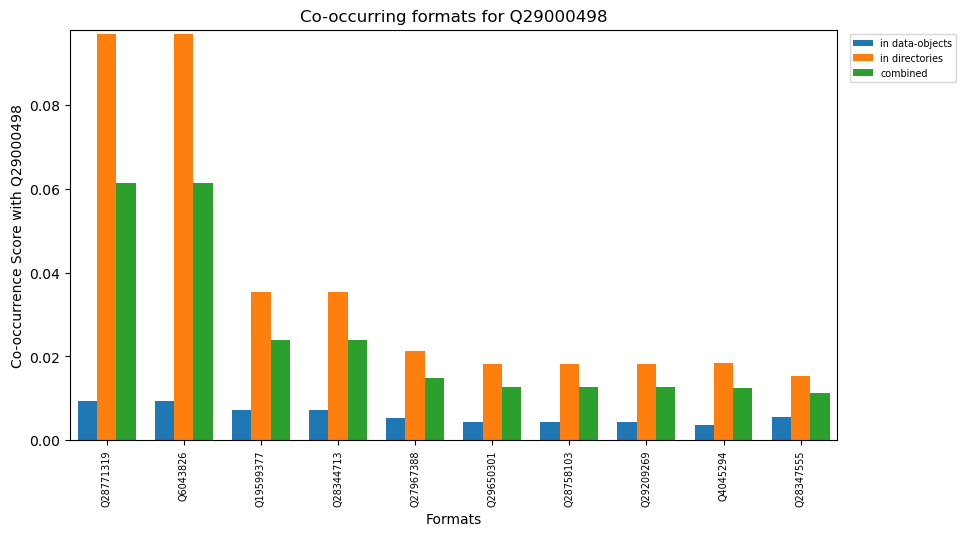 Co-occurring formats for Q29000498
in data-objects
in directories
combined
Co-occurrence Score with Q29000498
0.08
0.06
0.04
0.02
0.00
Q28771319
Q6043826
Q19599377
Q28344713
Q27967388
Q29650301
Q28758103
Q29209269
Q4045294
Q28347555
Formats